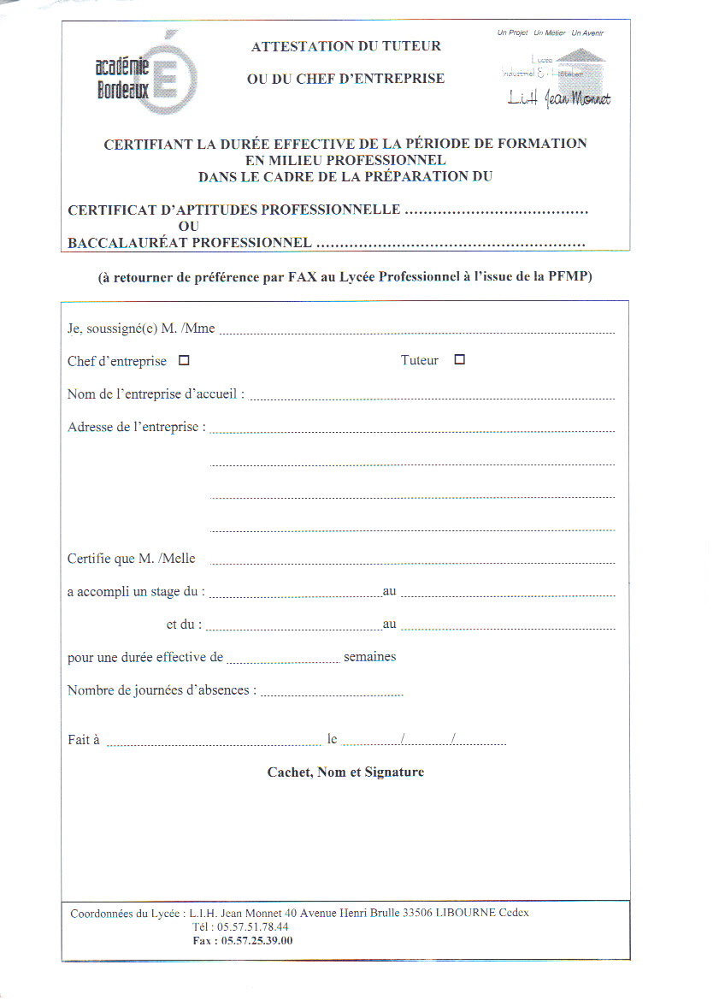 Un Projet Un Métier Un Avenir
académie
Bordeaux
ATTESTATION DU TUTEUR
OU DU CHEF D'ENTREPRISE
Lycée
Industriel & Hôtelier
L.i.H Jean Monnet
CERTIFIANT LA DURÉE EFFECTIVE DE LA PÉRIODE DE FORMATION
EN MILIEU PROFESSIONNEL
DANS LE CADRE DE LA PRÉPARATION DU
CERTIFICAT D'APTITUDES PROFESSIONNELLE ......................................
OU
BACCALAURÉAT PROFESSIONNEL ........................................................
(à retourner de préférence par FAX au Lycée Professionnel à l'issue de la PFMP)
Je, soussigné(e) M. /Mme
Chef d'entreprise ☐ Tuteur ☐
Nom de l'entreprise d'accueil :
Adresse de l'entreprise :
Certifie que M. /Melle
a accompli un stage du : au
et du : au
pour une durée effective de semaines
Nombre de journées d'absences :
Fait à le / /
Cachet, Nom et Signature
Coordonnées du Lycée : L.I.H. Jean Monnet 40 Avenue Henri Brulle 33506 LIBOURNE Cedex
Tél : 05.57.51.78.44
Fax : 05.57.25.39.00